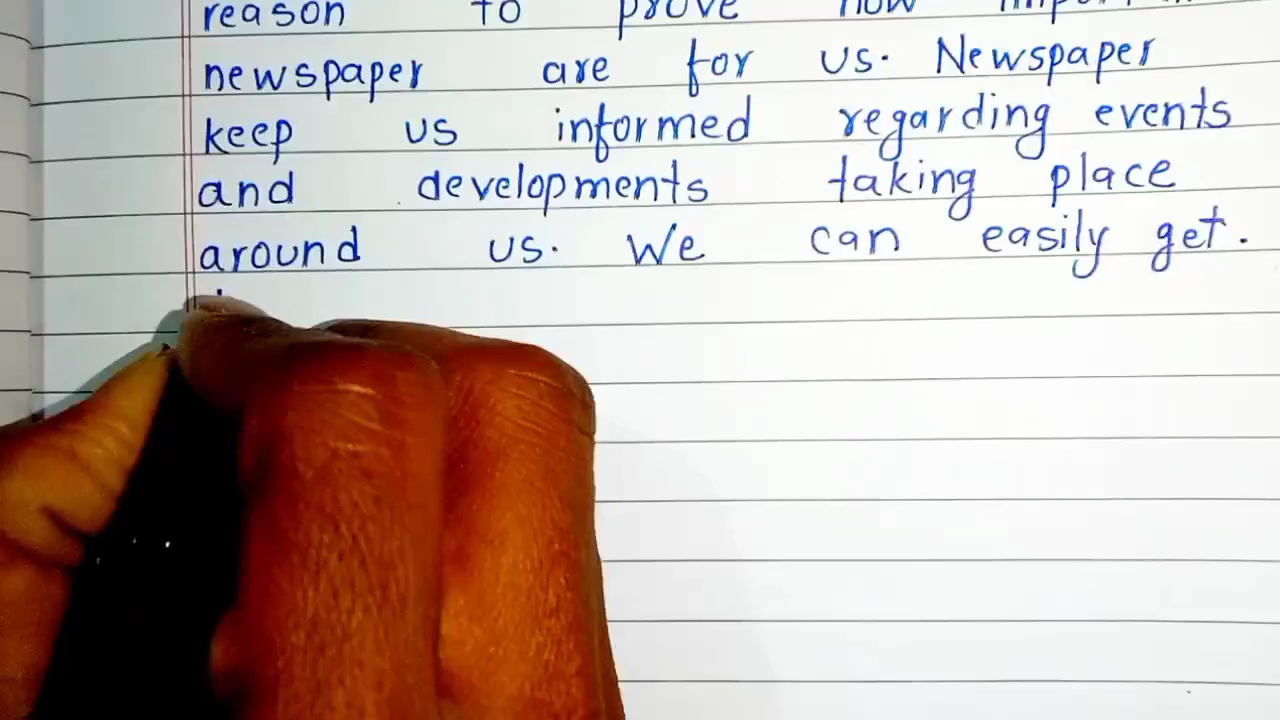 reason to prove how
newspaper are for us. Newspaper
keep us informed regarding events
and developments taking place
around us. We can easily get.